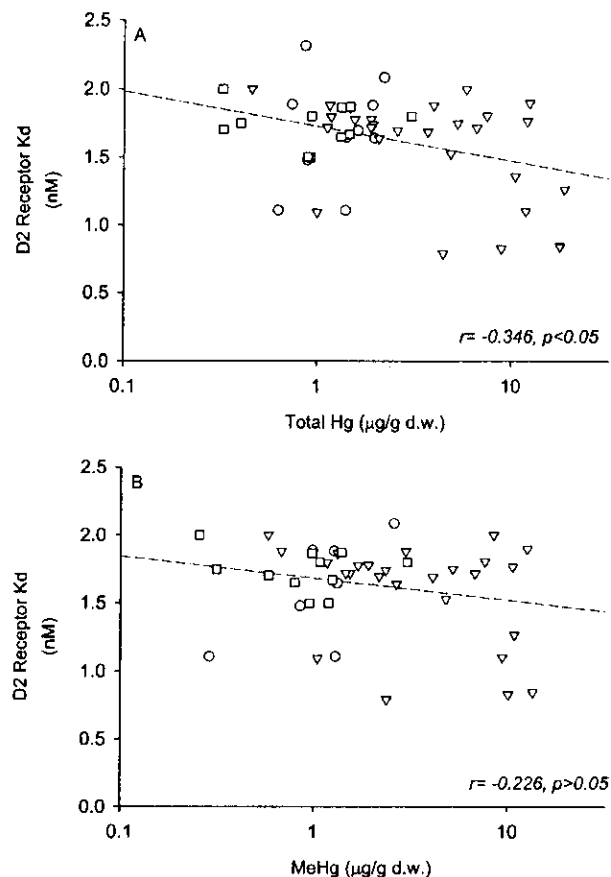 A
2.5
2.0
1.5
1.0
0.5
0.0
D2 Receptor Kd
(nM)
r= -0.346, p<0.05
0.1
1
10
Total Hg (µg/g d.w.)
B
2.5
2.0
1.5
1.0
0.5
0.0
D2 Receptor Kd
(nM)
r= -0.226, p>0.05
0.1
1
10
MeHg (µg/g d.w.)